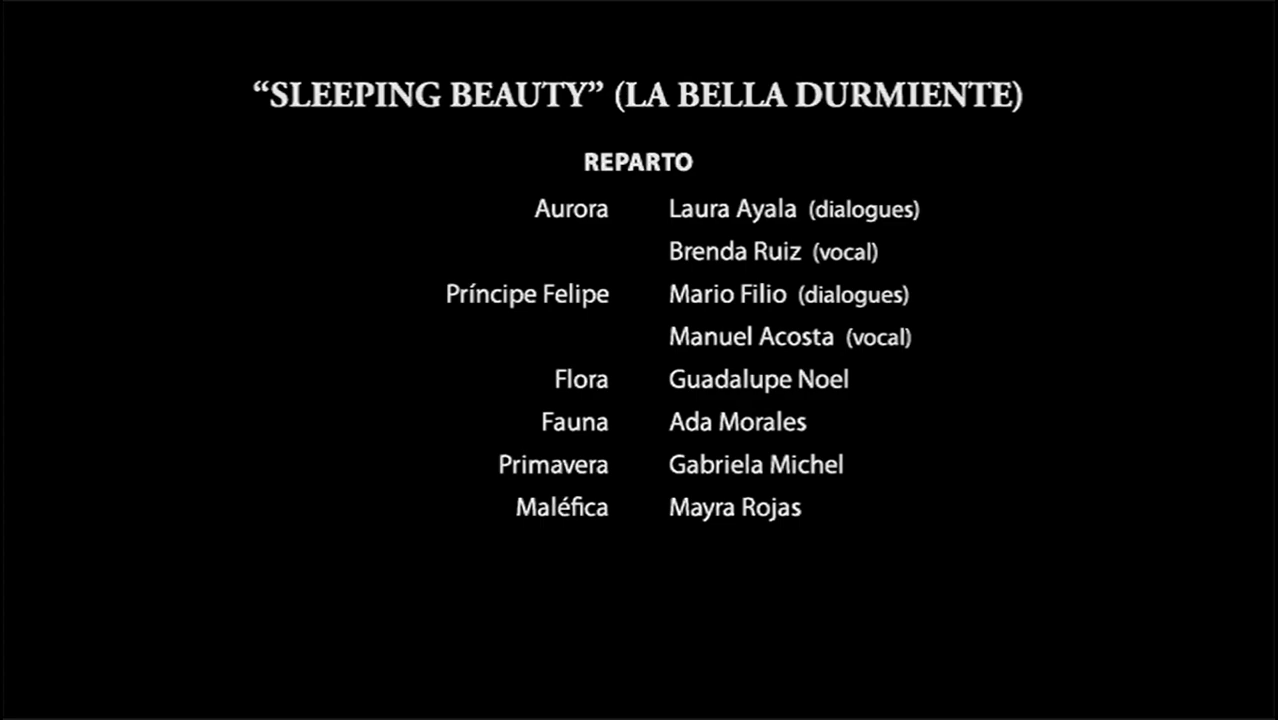 “SLEEPING BEAUTY” (LA BELLA DURMIENTE)
REPARTO
Aurora Laura Ayala (dialogues)
Brenda Ruiz (vocal)
Príncipe Felipe Mario Filio (dialogues)
Manuel Acosta (vocal)
Flora Guadalupe Noel
Fauna Ada Morales
Primavera Gabriela Michel
Maléfica Mayra Rojas